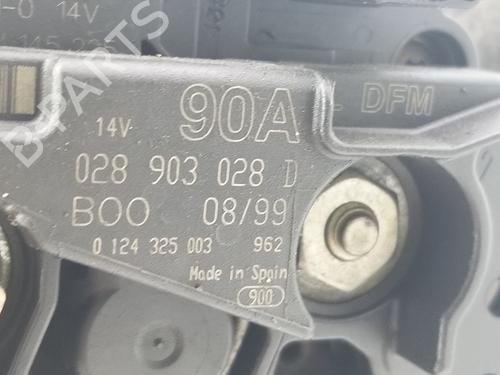 14V
90A
L DFM
14V
028 903 028 D
BOO 08/99
0 124 325 003 962
Made in Spain
900
B-PARTS